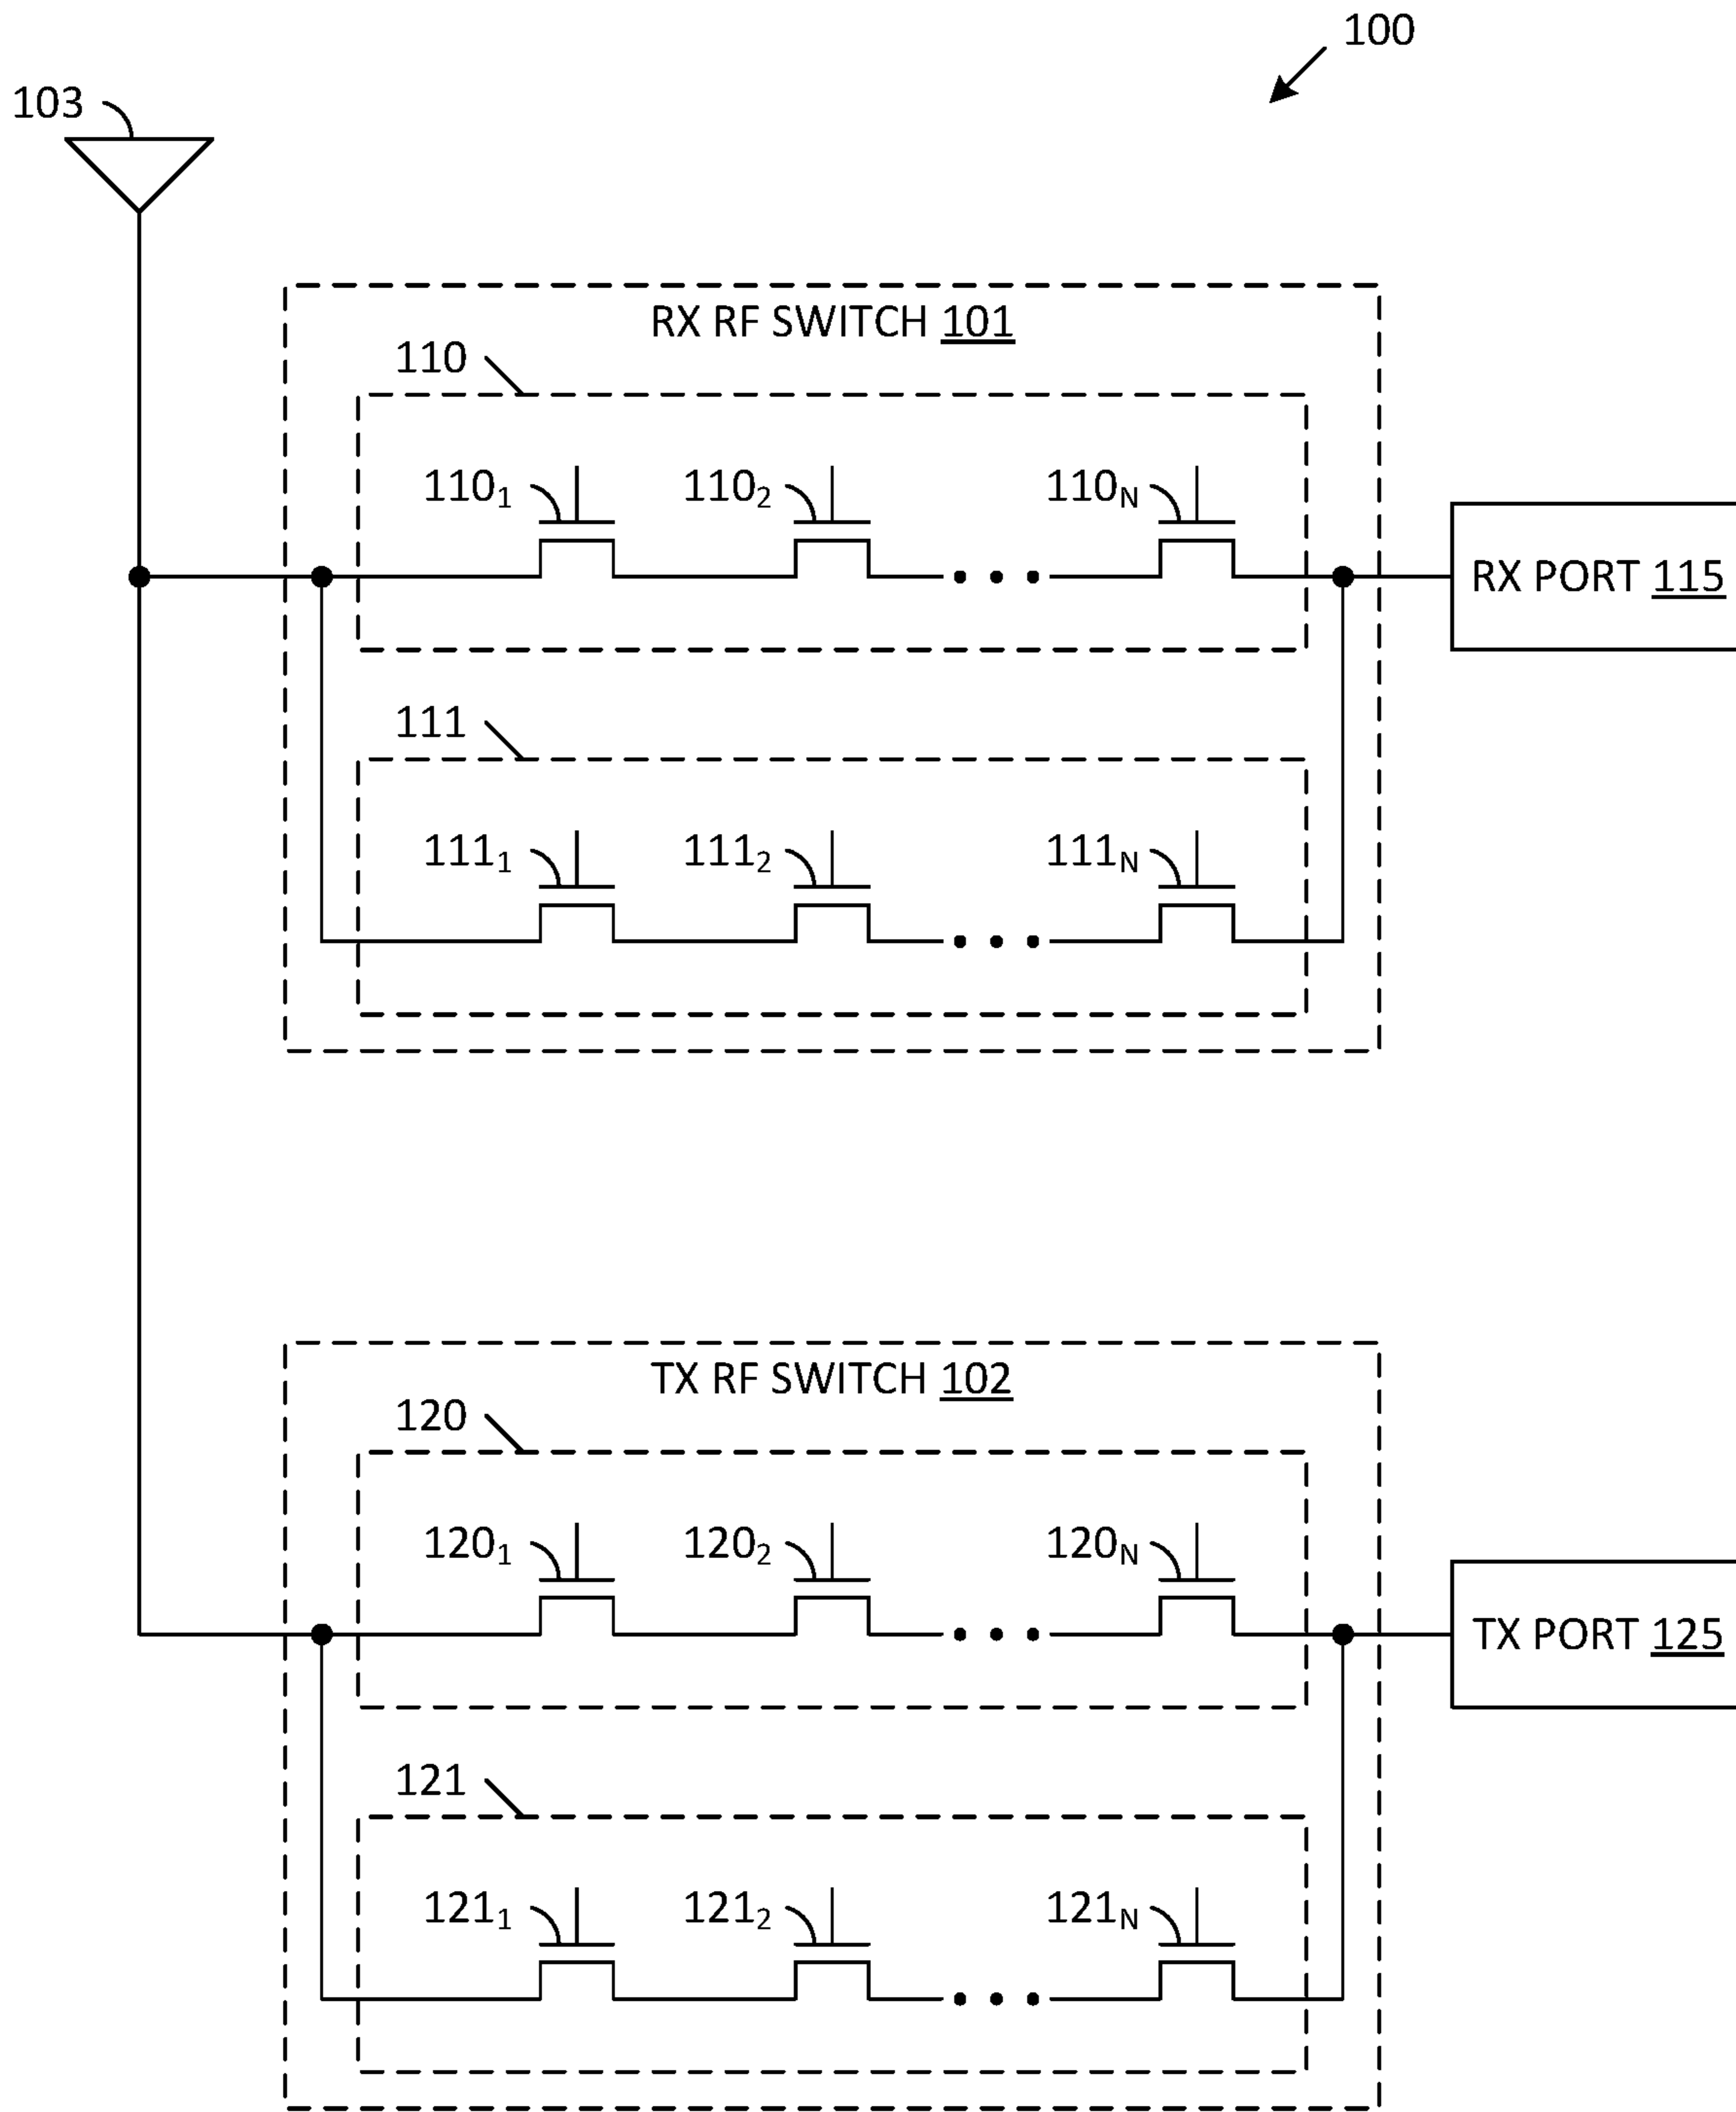 100
103
RX RF SWITCH 101
110
110₁ 110₂ 110N
RX PORT 115
111
111₁ 111₂ 111N
TX RF SWITCH 102
120
120₁ 120₂ 120N
TX PORT 125
121
121₁ 121₂ 121N